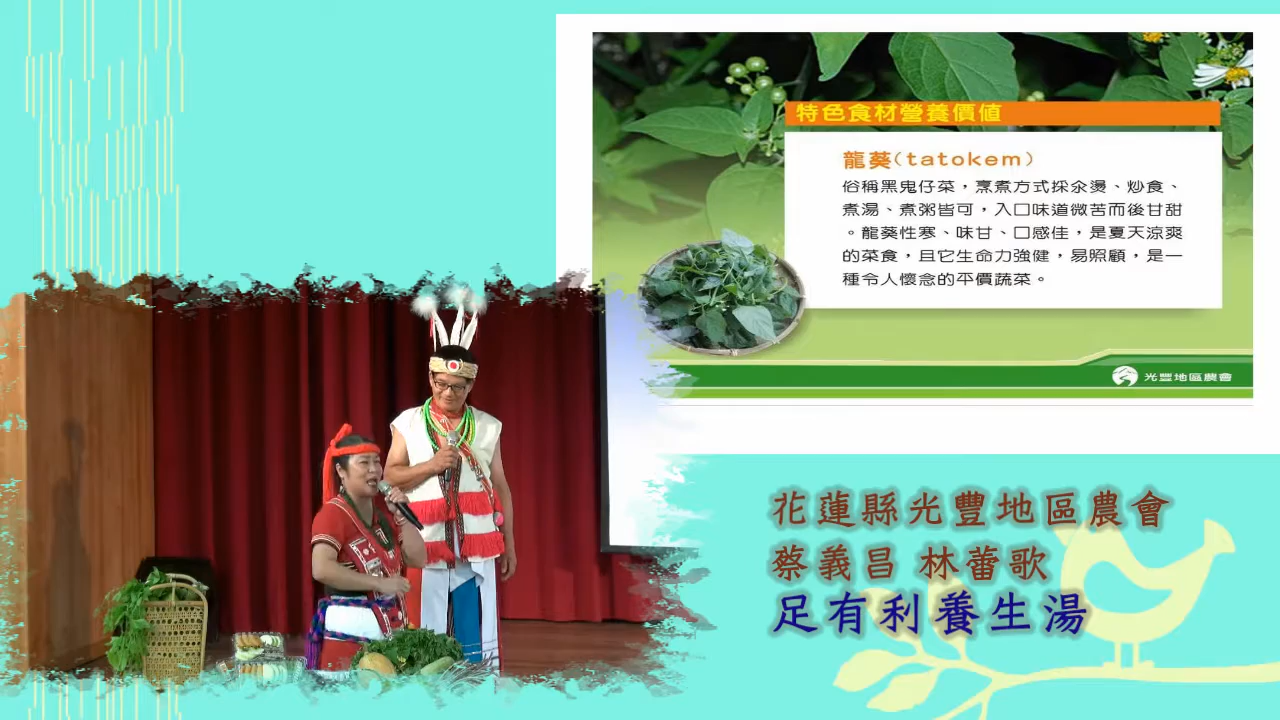 特色食材營養價值
龍葵(tatokem)
俗稱黑鬼仔菜，烹煮方式採汆燙、炒食、
煮湯、煮粥皆可，入口味道微苦而後甘甜
。龍葵性寒、味甘、口感佳，是夏天涼爽
的菜食，且它生命力強健，易照顧，是一
種令人懷念的平價蔬菜。
光豐地區農會
花蓮縣光豐地區農會
蔡義昌 林蕾歌
足有利養生湯